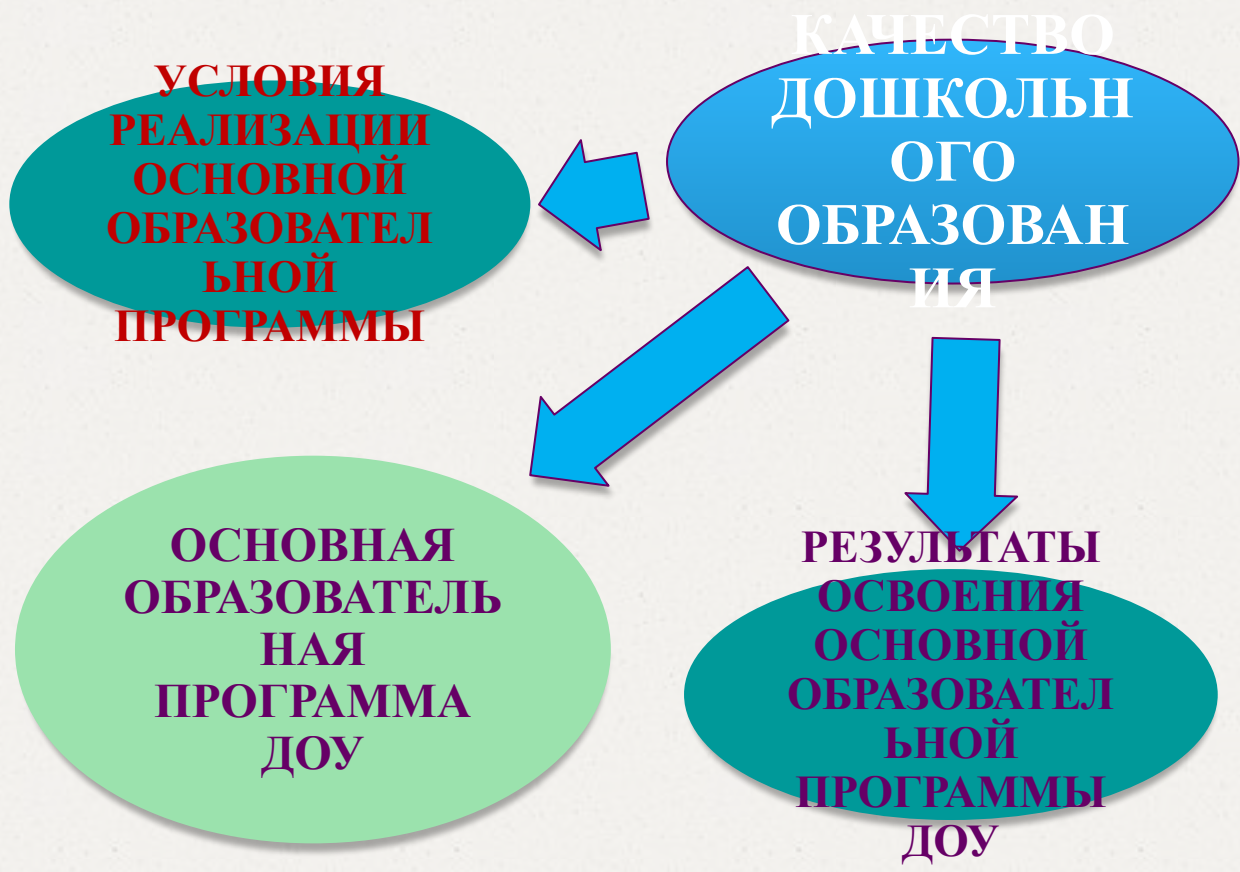 КАЧЕСТВО
ДОШКОЛЬН
ОГО
ОБРАЗОВАН
ИЯ
УСЛОВИЯ
РЕАЛИЗАЦИИ
ОСНОВНОЙ
ОБРАЗОВАТЕЛ
ЬНОЙ
ПРОГРАММЫ
ОСНОВНАЯ
ОБРАЗОВАТЕЛЬ
НАЯ
ПРОГРАММА
ДОУ
РЕЗУЛЬТАТЫ
ОСВОЕНИЯ
ОСНОВНОЙ
ОБРАЗОВАТЕЛ
ЬНОЙ
ПРОГРАММЫ
ДОУ